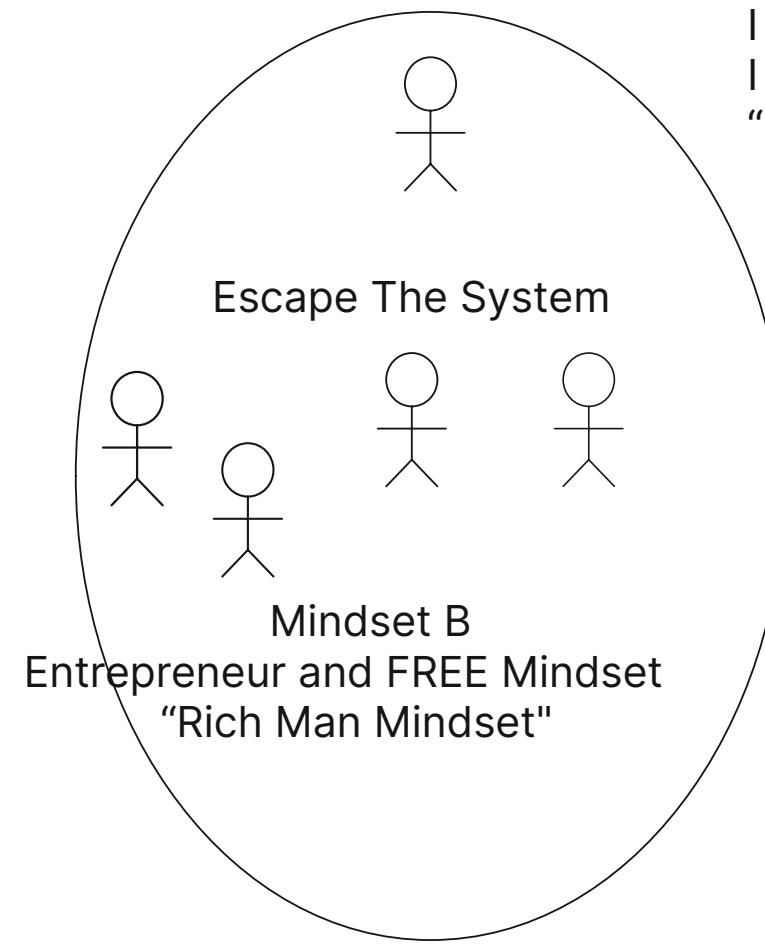 Escape The System
Mindset B
Entrepreneur and FREE Mindset
“Rich Man Mindset"